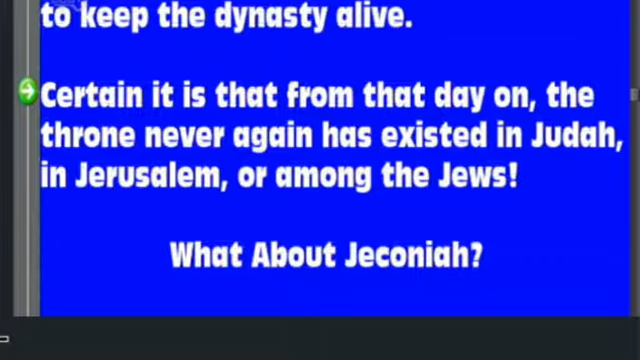 to keep the dynasty alive.
Certain it is that from that day on, the
throne never again has existed in Judah,
in Jerusalem, or among the Jews!
What About Jeconiah?